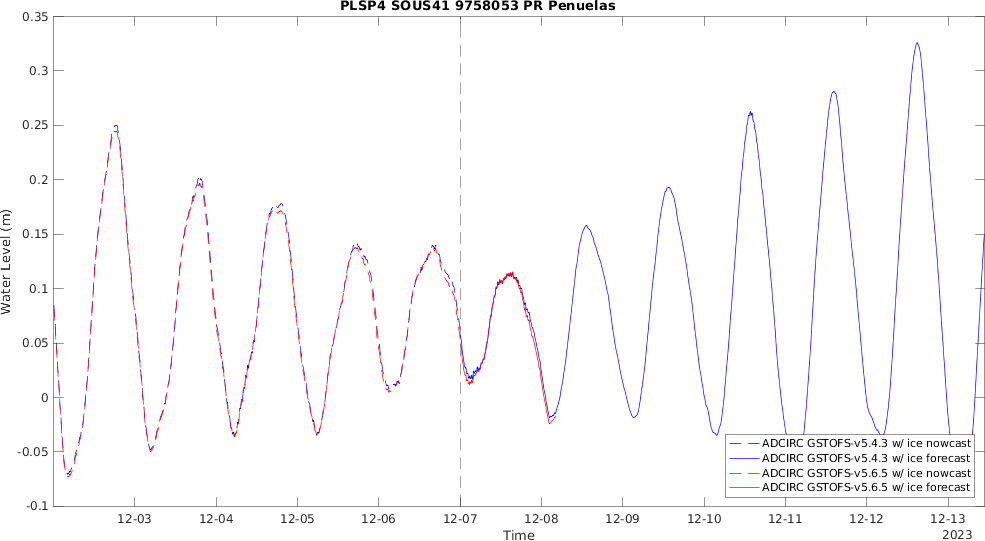 PLSP4 SOUS41 9758053 PR Penuelas
0.35
0.3
0.25
0.2
0.15
0.1
0.05
0
-0.05
-0.1
Water Level (m)
12-03 12-04 12-05 12-06 12-07 12-08 12-09 12-10 12-11 12-12 12-13
Time
2023
ADCIRC GSTOFS-v5.4.3 w/ ice nowcast
ADCIRC GSTOFS-v5.4.3 w/ ice forecast
ADCIRC GSTOFS-v5.6.5 w/ ice nowcast
ADCIRC GSTOFS-v5.6.5 w/ ice forecast